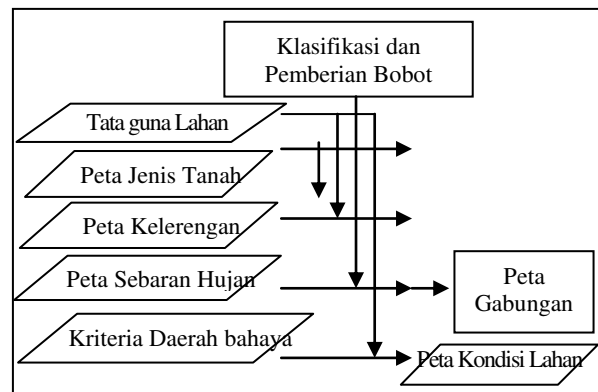 Klasifikasi dan
Pemberian Bobot
Tata guna Lahan
Peta Jenis Tanah
Peta Kelerengan
Peta Sebaran Hujan
Peta
Gabungan
Kriteria Daerah bahaya
Peta Kondisi Lahan